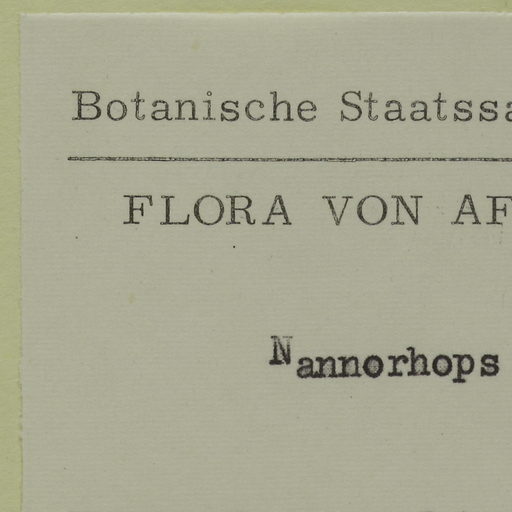 Botanische Staatssa
FLORA VON AF
Nannorhops